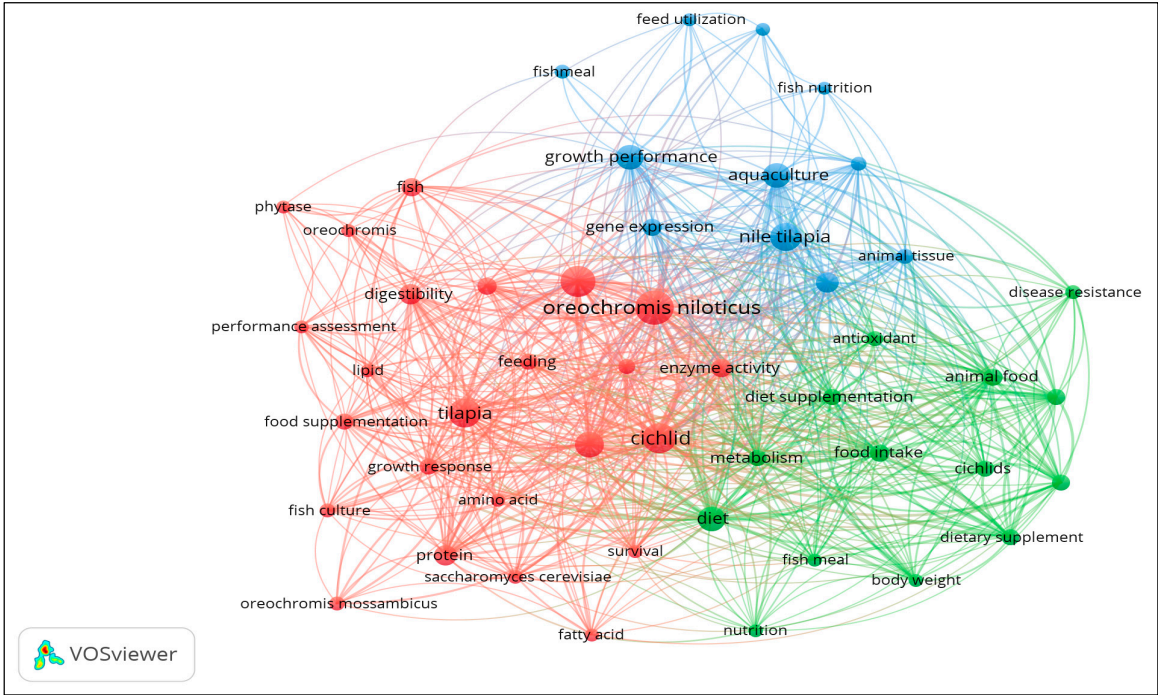 feed utilization
fishmeal
fish nutrition
growth performance
aquaculture
fish
phytase
oreochromis
gene expression
nile tilapia
animal tissue
digestibility
disease resistance
oreochromis niloticus
performance assessment
antioxidant
feeding
enzyme activity
lipid
animal food
diet supplementation
tilapia
food supplementation
cichlid
food intake
metabolism
growth response
cichlids
amino acid
fish culture
diet
dietary supplement
protein
survival
fish meal
saccharomyces cerevisiae
body weight
oreochromis mossambicus
fatty acid
nutrition
VOSviewer